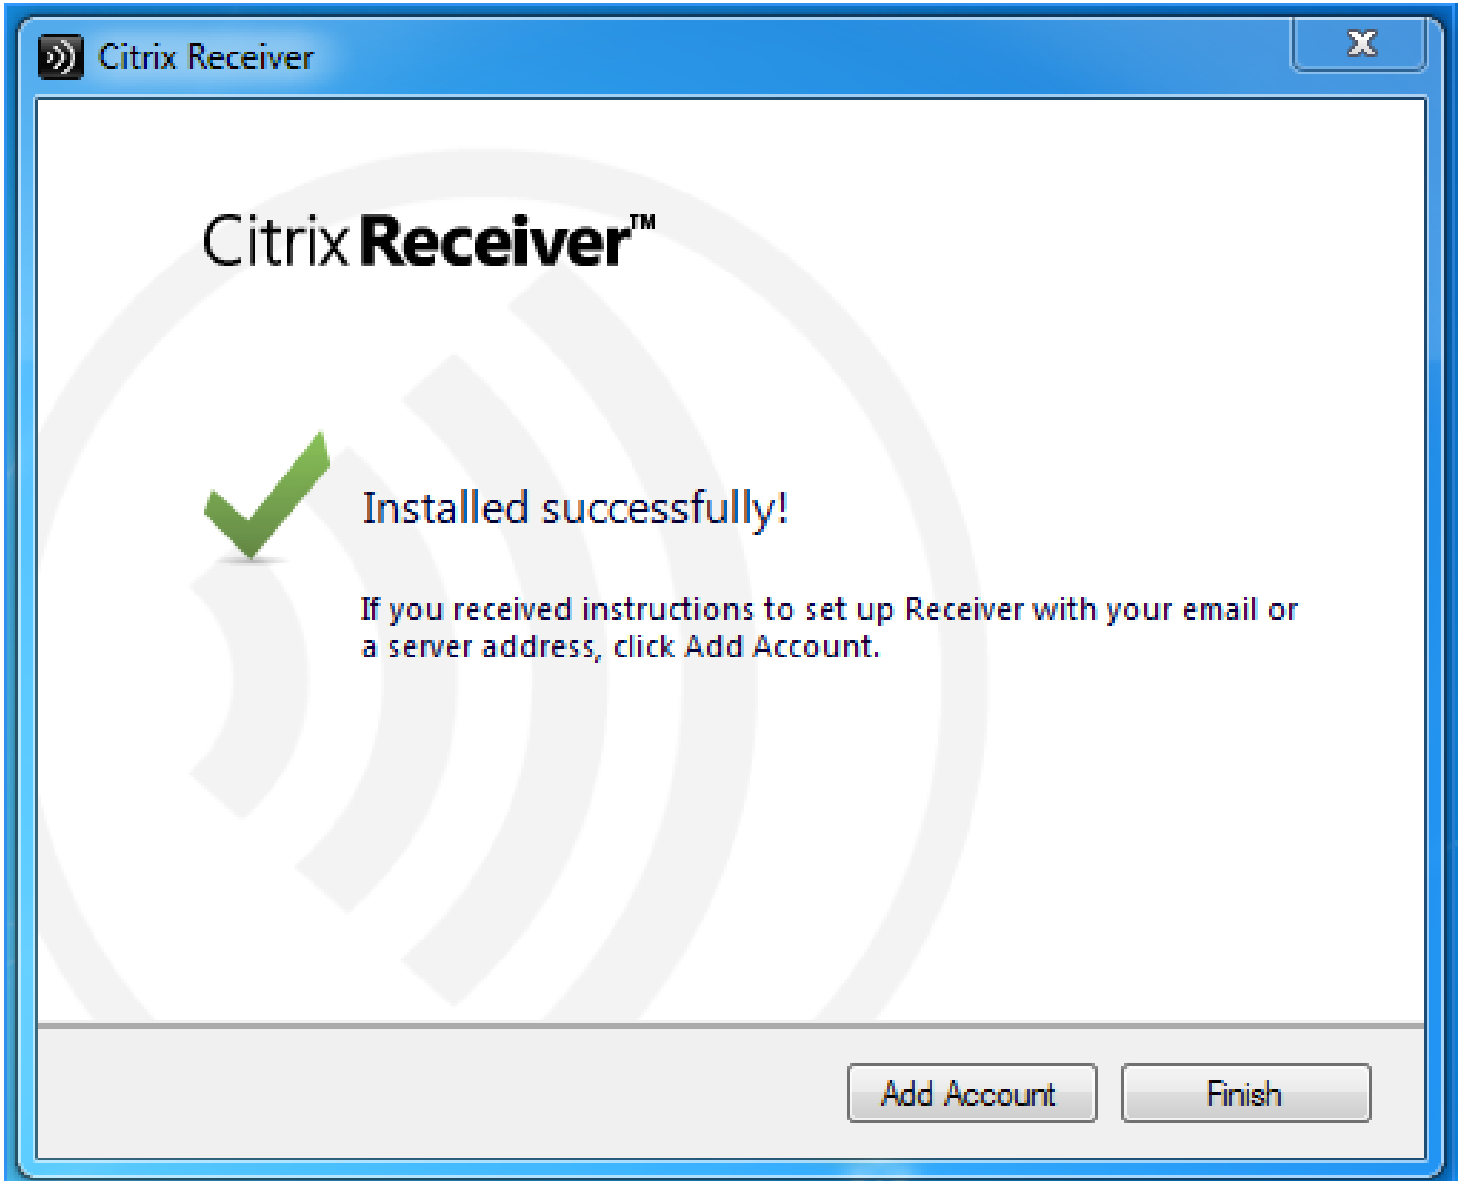 Citrix Receiver
Citrix Receiver™
Installed successfully!
If you received instructions to set up Receiver with your email or
a server address, click Add Account.
Add Account
Finish